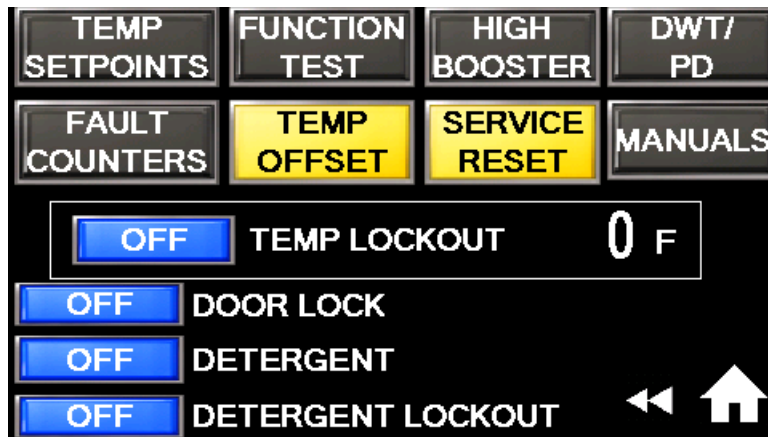 TEMP SETPOINTS
FUNCTION TEST
HIGH BOOSTER
DWT/ PD
FAULT COUNTERS
TEMP OFFSET
SERVICE RESET
MANUALS
OFF TEMP LOCKOUT 0 F
OFF DOOR LOCK
OFF DETERGENT
OFF DETERGENT LOCKOUT